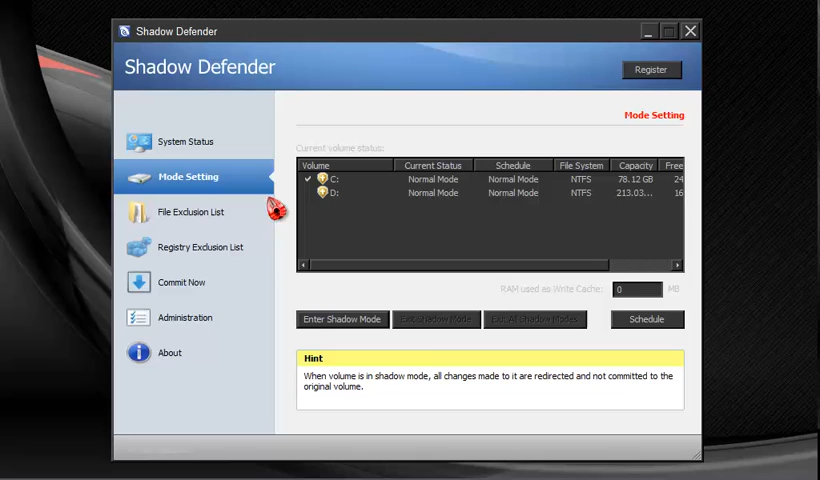 Shadow Defender
Shadow Defender
Register
Mode Setting
System Status
Mode Setting
File Exclusion List
Registry Exclusion List
Commit Now
Administration
About
Current volume status:
Volume Current Status Schedule File System Capacity Free
C: Normal Mode Normal Mode NTFS 78.12 GB 24
D: Normal Mode Normal Mode NTFS 213.03... 16
RAM used as Write Cache: 0 MB
Enter Shadow Mode Exit Shadow Mode Exit All Shadow Modes Schedule
Hint
When volume is in shadow mode, all changes made to it are redirected and not committed to the
original volume.